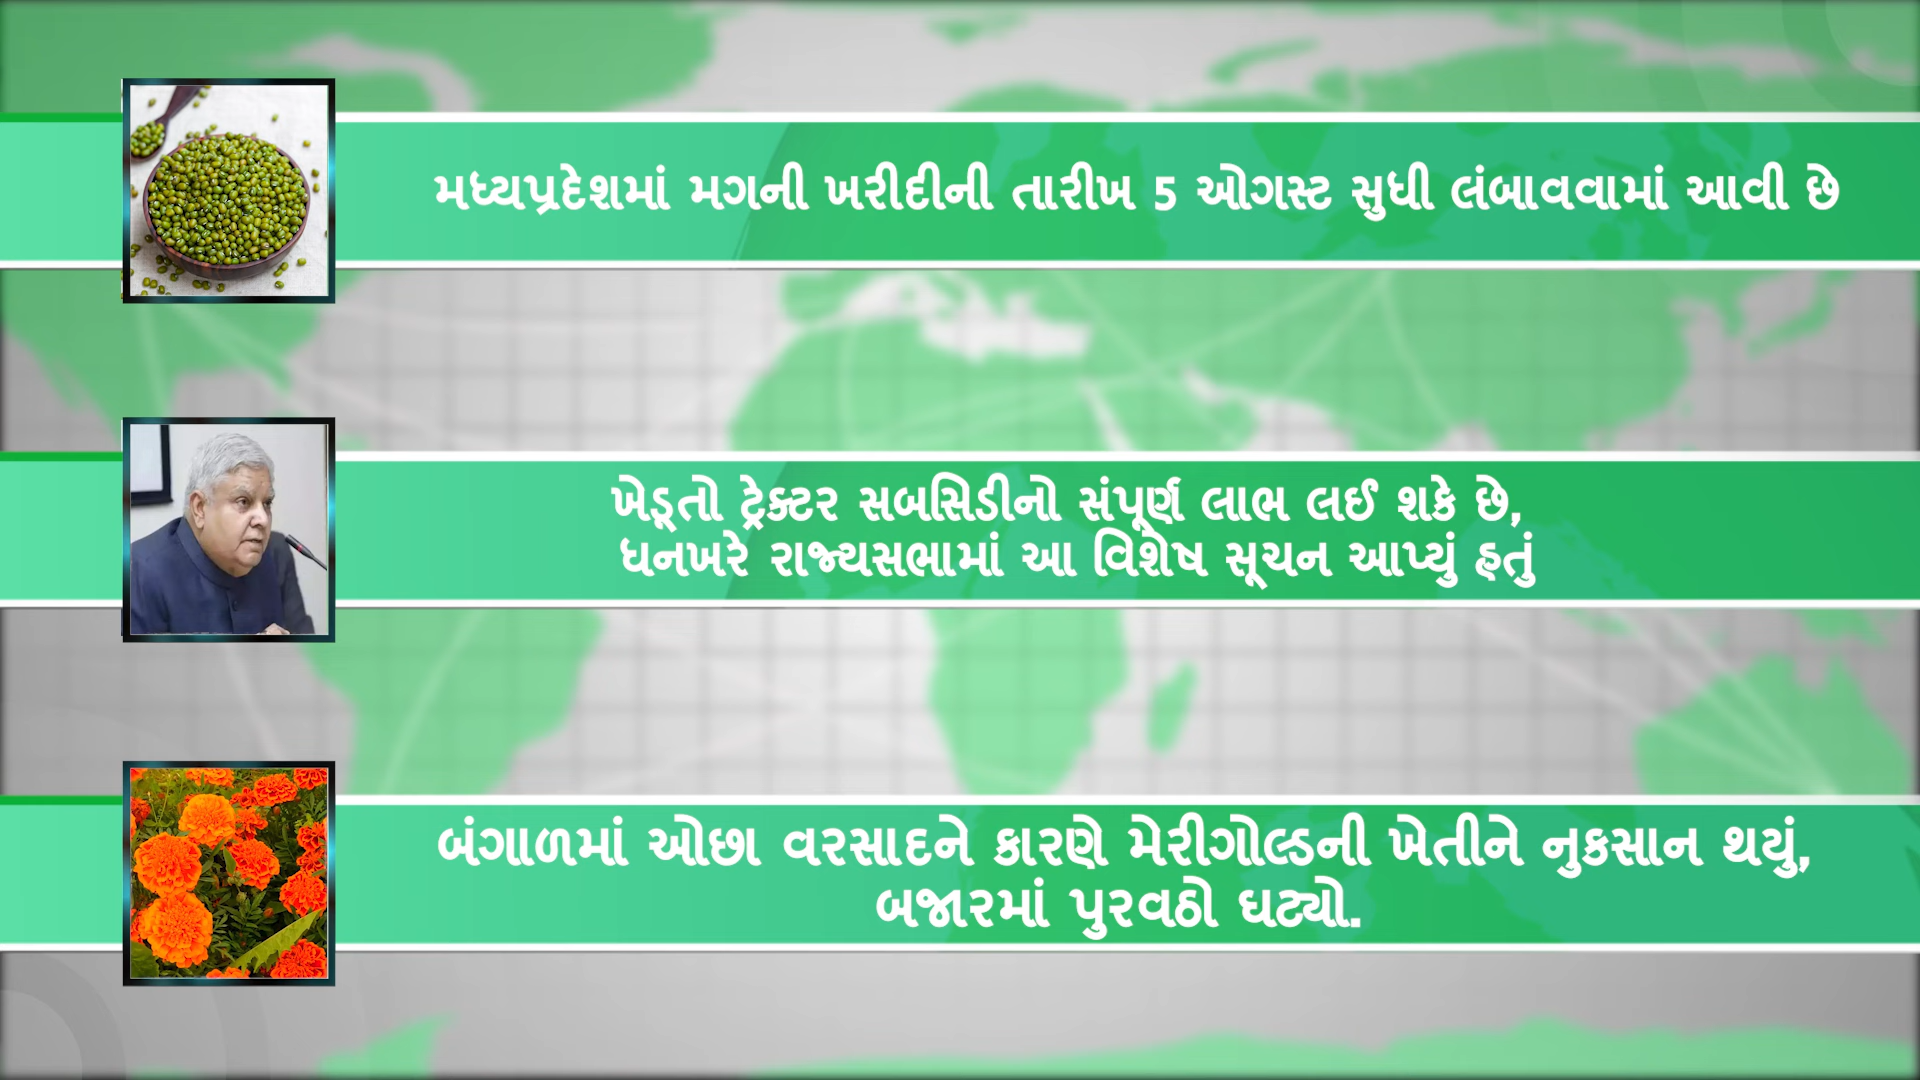 મધ્યપ્રદેશમાં મગની ખરીદીની તારીખ 5 ઓગસ્ટ સુધી લંબાવવામાં આવી છે
ખેડૂતો ટ્રેક્ટર સબસિડીનો સંપૂર્ણ લાભ લઈ શકે છે,
ધનખરે રાજ્યસભામાં આ વિશેષ સૂચન આપ્યું હતું
બંગાળમાં ઓછા વરસાદને કારણે મેરીગોલ્ડની ખેતીને નુકસાન થયું,
બજારમાં પુરવઠો ઘટ્યો.